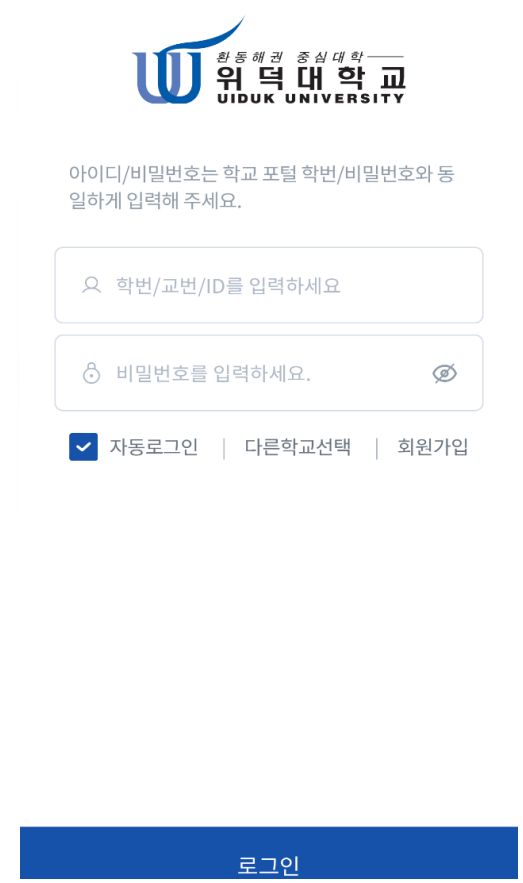 환동해권 중심대학
위덕대학교
UIDUK UNIVERSITY
아이디/비밀번호는 학교 포털 학번/비밀번호와 동
일하게 입력해 주세요.
학번/교번/ID를 입력하세요
비밀번호를 입력하세요.
자동로그인 | 다른학교선택 | 회원가입
로그인